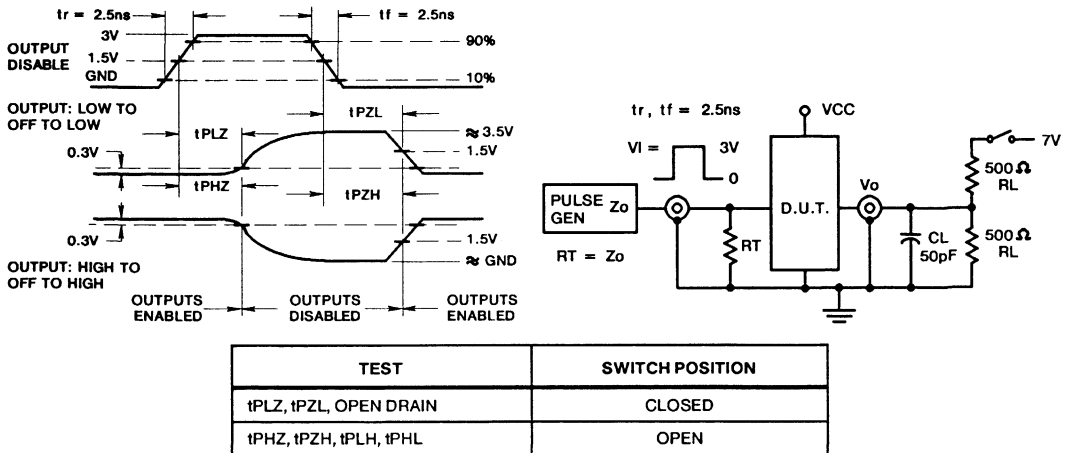 tr = 2.5ns
tf = 2.5ns
3V
90%
OUTPUT
DISABLE
1.5V
GND
10%
OUTPUT: LOW TO
OFF TO LOW
tPZL
tPLZ
≈ 3.5V
1.5V
0.3V
tPHZ
tPZH
0.3V
1.5V
≈ GND
OUTPUT: HIGH TO
OFF TO HIGH
OUTPUTS
ENABLED
OUTPUTS
DISABLED
OUTPUTS
ENABLED
tr, tf = 2.5ns
VCC
VI =
3V
0
7V
500Ω
RL
PULSE
GEN
Zo
D.U.T.
Vo
RT
RT = Zo
CL
50pF
500Ω
RL
TEST SWITCH POSITION
tPLZ, tPZL, OPEN DRAIN CLOSED
tPHZ, tPZH, tPLH, tPHL OPEN